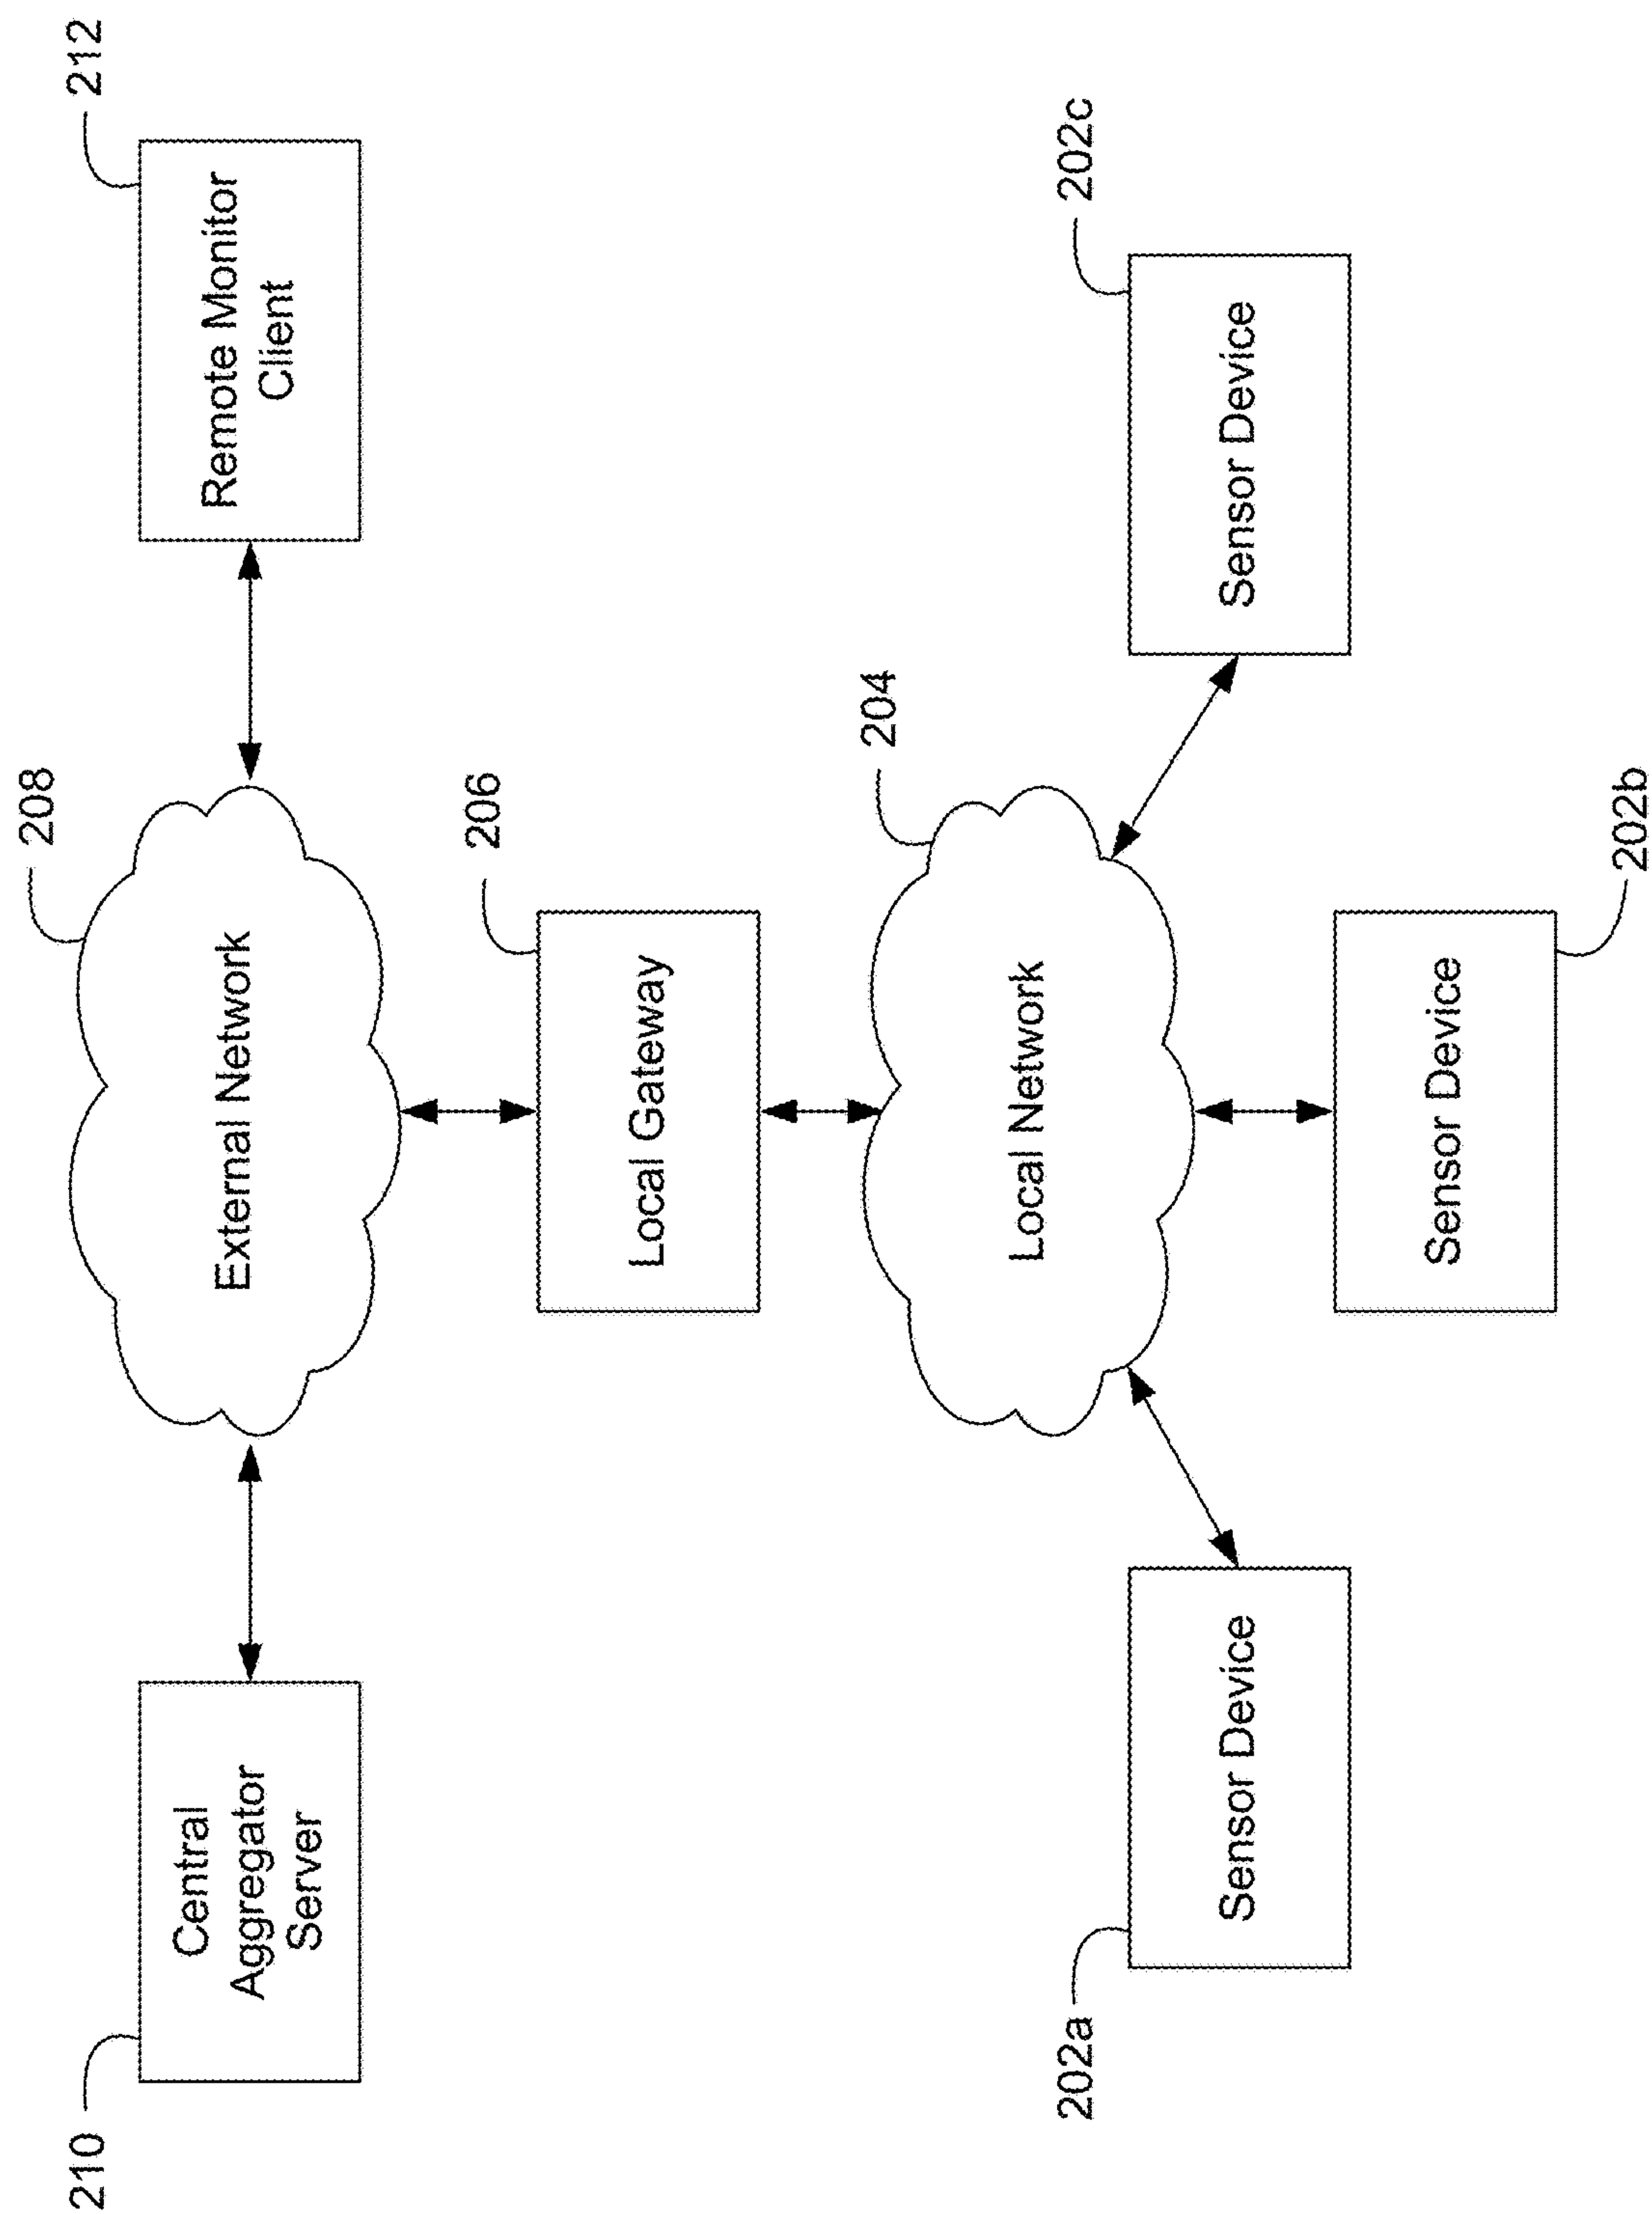 208
212
210
External Network
Central
Aggregator
Server
Remote Monitor
Client
206
Local Gateway
204
Local Network
202a
202c
Sensor Device
Sensor Device
Sensor Device
202b